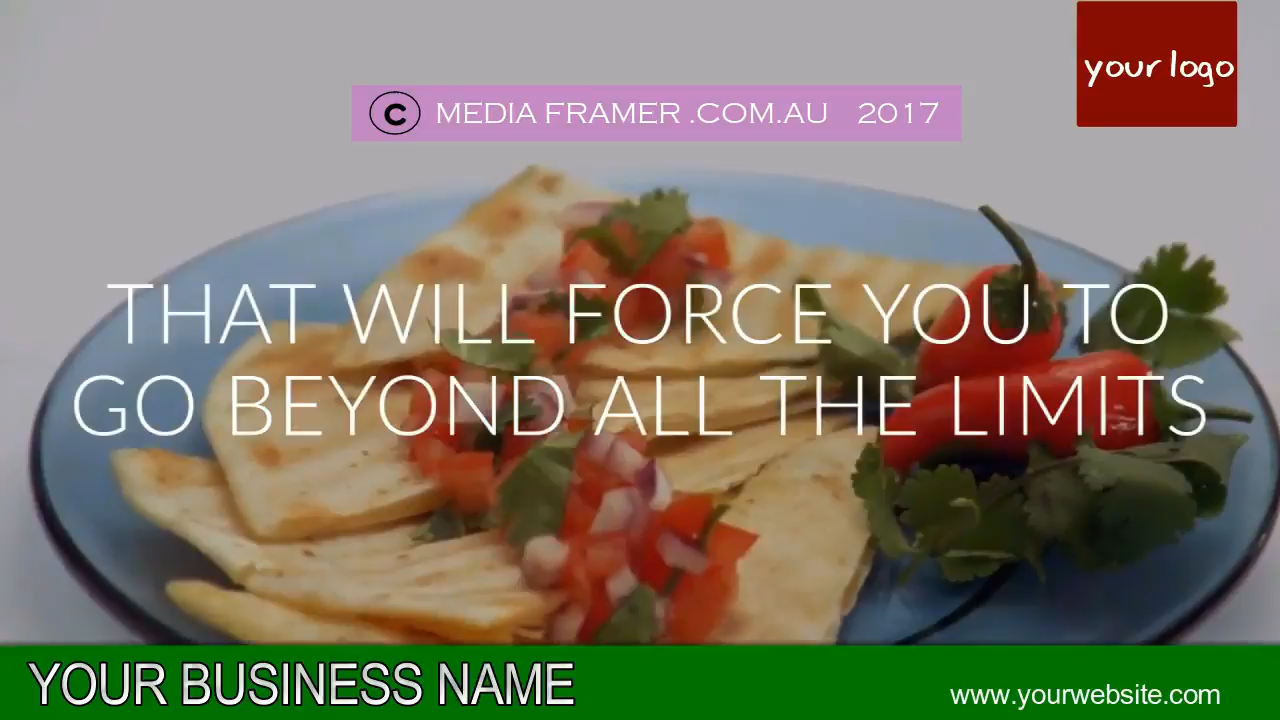 your logo
© MEDIA FRAMER .COM.AU 2017
THAT WILL FORCE YOU TO
GO BEYOND ALL THE LIMITS
YOUR BUSINESS NAME
www.yourwebsite.com